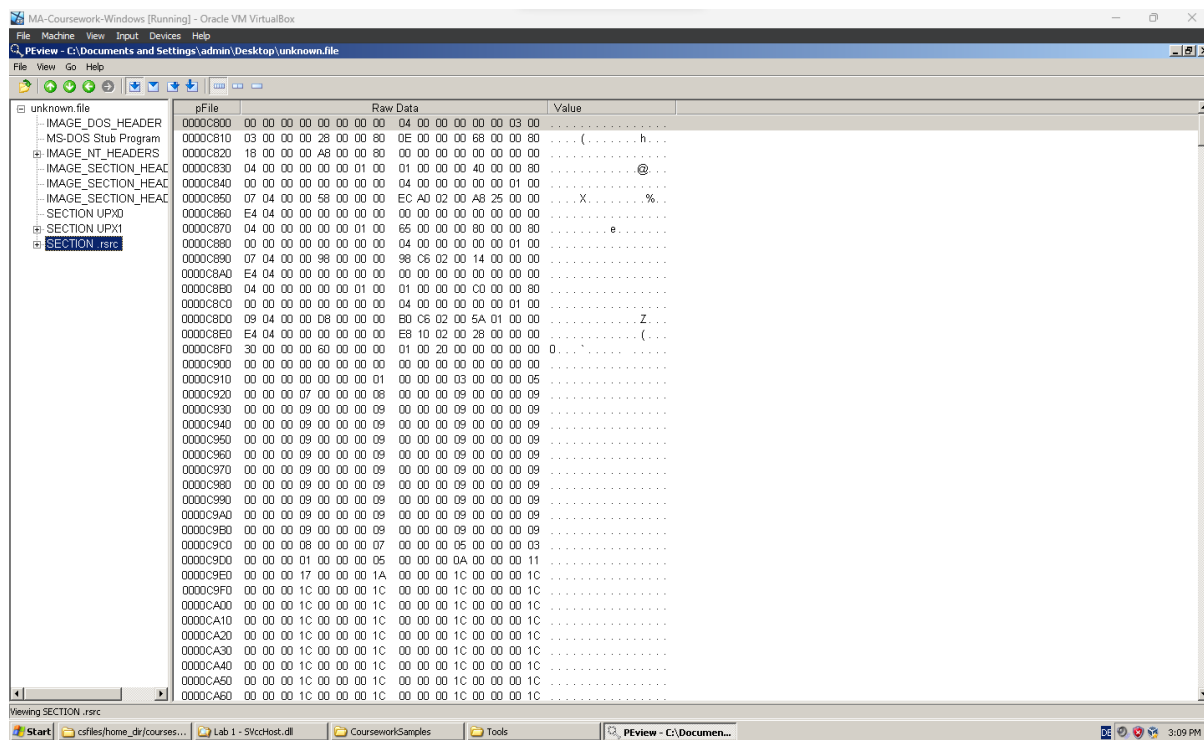 MA-Coursework-Windows [Running] - Oracle VM VirtualBox
File Machine View Input Devices Help
PEview - C:\Documents and Settings\admin\Desktop\unknown.file
File View Go Help
unknown.file
IMAGE_DOS_HEADER
MS-DOS Stub Program
IMAGE_NT_HEADERS
IMAGE_SECTION_HEAD
IMAGE_SECTION_HEAD
IMAGE_SECTION_HEAD
SECTION UPX0
SECTION UPX1
SECTION .rsrc
pFile Raw Data Value
0000C800 00 00 00 00 00 00 00 00 04 00 00 00 00 00 03 00 ................
0000C810 03 00 00 00 28 00 00 80 0E 00 00 00 68 00 00 80 ....(.......h...
0000C820 18 00 00 00 A8 00 00 80 00 00 00 00 00 00 00 00 ................
0000C830 04 00 00 00 00 00 01 00 01 00 00 00 40 00 00 80 ............@...
0000C840 00 00 00 00 00 00 00 00 04 00 00 00 00 00 01 00 ................
0000C850 07 04 00 00 58 00 00 00 EC A0 02 00 A8 25 00 00 ....X........%..
0000C860 E4 04 00 00 00 00 00 00 00 00 00 00 00 00 00 00 ................
0000C870 04 00 00 00 00 00 01 00 65 00 00 00 80 00 00 80 ........e.......
0000C880 00 00 00 00 00 00 00 00 04 00 00 00 00 00 01 00 ................
0000C890 07 04 00 00 98 00 00 00 98 C6 02 00 14 00 00 00 ................
0000C8A0 E4 04 00 00 00 00 00 00 00 00 00 00 00 00 00 00 ................
0000C8B0 04 00 00 00 00 00 01 00 01 00 00 00 C0 00 00 80 ................
0000C8C0 00 00 00 00 00 00 00 00 04 00 00 00 00 00 01 00 ................
0000C8D0 09 04 00 00 D8 00 00 00 B0 C6 02 00 5A 01 00 00 ............Z...
0000C8E0 E4 04 00 00 00 00 00 00 E8 10 02 00 28 00 00 00 ............(...
0000C8F0 30 00 00 00 60 00 00 00 01 00 20 00 00 00 00 00 0...`..... .....
0000C900 00 00 00 00 00 00 00 00 00 00 00 00 00 00 00 00 ................
0000C910 00 00 00 00 00 00 00 01 00 00 00 03 00 00 00 05 ................
0000C920 00 00 00 07 00 00 00 08 00 00 00 09 00 00 00 09 ................
0000C930 00 00 00 09 00 00 00 09 00 00 00 09 00 00 00 09 ................
0000C940 00 00 00 09 00 00 00 09 00 00 00 09 00 00 00 09 ................
0000C950 00 00 00 09 00 00 00 09 00 00 00 09 00 00 00 09 ................
0000C960 00 00 00 09 00 00 00 09 00 00 00 09 00 00 00 09 ................
0000C970 00 00 00 09 00 00 00 09 00 00 00 09 00 00 00 09 ................
0000C980 00 00 00 09 00 00 00 09 00 00 00 09 00 00 00 09 ................
0000C990 00 00 00 09 00 00 00 09 00 00 00 09 00 00 00 09 ................
0000C9A0 00 00 00 09 00 00 00 09 00 00 00 09 00 00 00 09 ................
0000C9B0 00 00 00 09 00 00 00 09 00 00 00 09 00 00 00 09 ................
0000C9C0 00 00 00 08 00 00 00 07 00 00 00 05 00 00 00 03 ................
0000C9D0 00 00 00 01 00 00 00 05 00 00 00 0A 00 00 00 11 ................
0000C9E0 00 00 00 17 00 00 00 1A 00 00 00 1C 00 00 00 1C ................
0000C9F0 00 00 00 1C 00 00 00 1C 00 00 00 1C 00 00 00 1C ................
0000CA00 00 00 00 1C 00 00 00 1C 00 00 00 1C 00 00 00 1C ................
0000CA10 00 00 00 1C 00 00 00 1C 00 00 00 1C 00 00 00 1C ................
0000CA20 00 00 00 1C 00 00 00 1C 00 00 00 1C 00 00 00 1C ................
0000CA30 00 00 00 1C 00 00 00 1C 00 00 00 1C 00 00 00 1C ................
0000CA40 00 00 00 1C 00 00 00 1C 00 00 00 1C 00 00 00 1C ................
0000CA50 00 00 00 1C 00 00 00 1C 00 00 00 1C 00 00 00 1C ................
0000CA60 00 00 00 1C 00 00 00 1C 00 00 00 1C 00 00 00 1C ................
Viewing SECTION .rsrc
Start csfiles/home_dir/courses... Lab 1 - SVccHost.dll CourseworkSamples Tools PEview - C:\Documen... DE 3:09 PM